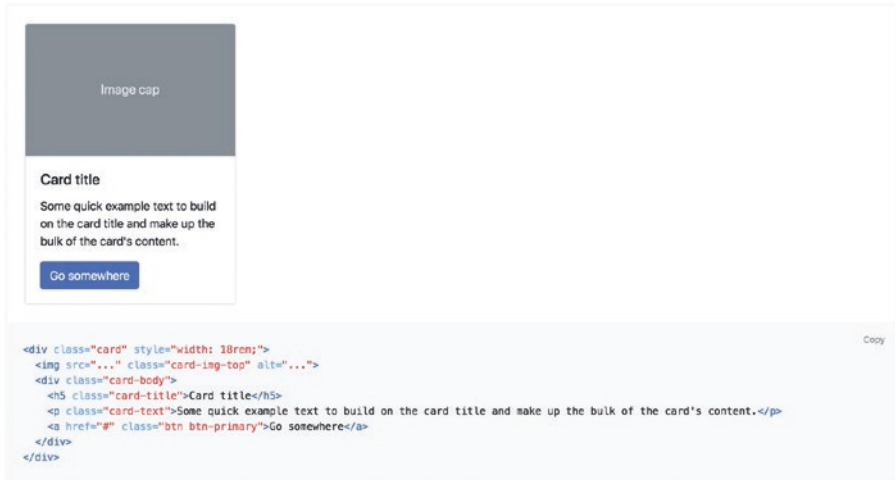 Image cap
Card title
Some quick example text to build
on the card title and make up the
bulk of the card's content.
Go somewhere
Copy
<div class="card" style="width: 18rem;">
  <img src="..." class="card-img-top" alt="...">
  <div class="card-body">
    <h5 class="card-title">Card title</h5>
    <p class="card-text">Some quick example text to build on the card title and make up the bulk of the card's content.</p>
    <a href="#" class="btn btn-primary">Go somewhere</a>
  </div>
</div>